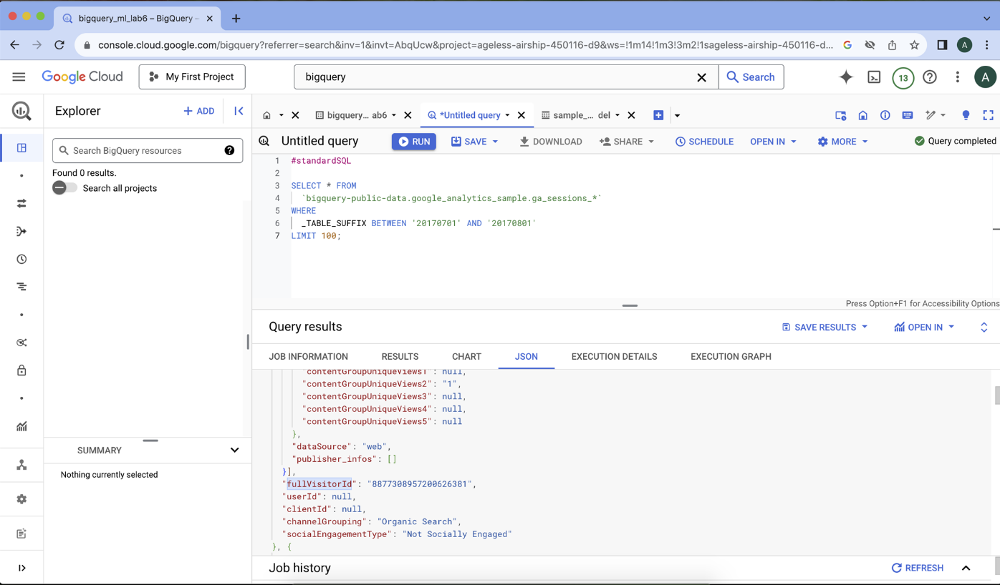 bigquery_ml_lab6 – BigQuery –
console.cloud.google.com/bigquery?referrer=search&inv=1&invt=AbqUcw&project=ageless-airship-450116-d9&ws=!1m14!1m3!3m2!1sageless-airship-450116-d...
A
Google Cloud
My First Project
bigquery
Search
13
A
Explorer
+ ADD
bigquery... ab6
*Untitled query
sample_... del
Search BigQuery resources
Found 0 results.
Search all projects
Untitled query
RUN
SAVE
DOWNLOAD
SHARE
SCHEDULE
OPEN IN
MORE
Query completed
1 #standardSQL
2
3 SELECT * FROM
4 `bigquery-public-data.google_analytics_sample.ga_sessions_*`
5 WHERE
6 _TABLE_SUFFIX BETWEEN '20170701' AND '20170801'
7 LIMIT 100;
Press Option+F1 for Accessibility Options
Query results
SAVE RESULTS
OPEN IN
JOB INFORMATION
RESULTS
CHART
JSON
EXECUTION DETAILS
EXECUTION GRAPH
"contentGroupUniqueViews1": null,
"contentGroupUniqueViews2": "1",
"contentGroupUniqueViews3": null,
"contentGroupUniqueViews4": null,
"contentGroupUniqueViews5": null
},
"dataSource": "web",
"publisher_infos": []
}],
"fullVisitorId": "8877308957200626381",
"userId": null,
"clientId": null,
"channelGrouping": "Organic Search",
"socialEngagementType": "Not Socially Engaged"
}, {
SUMMARY
Nothing currently selected
Job history
REFRESH